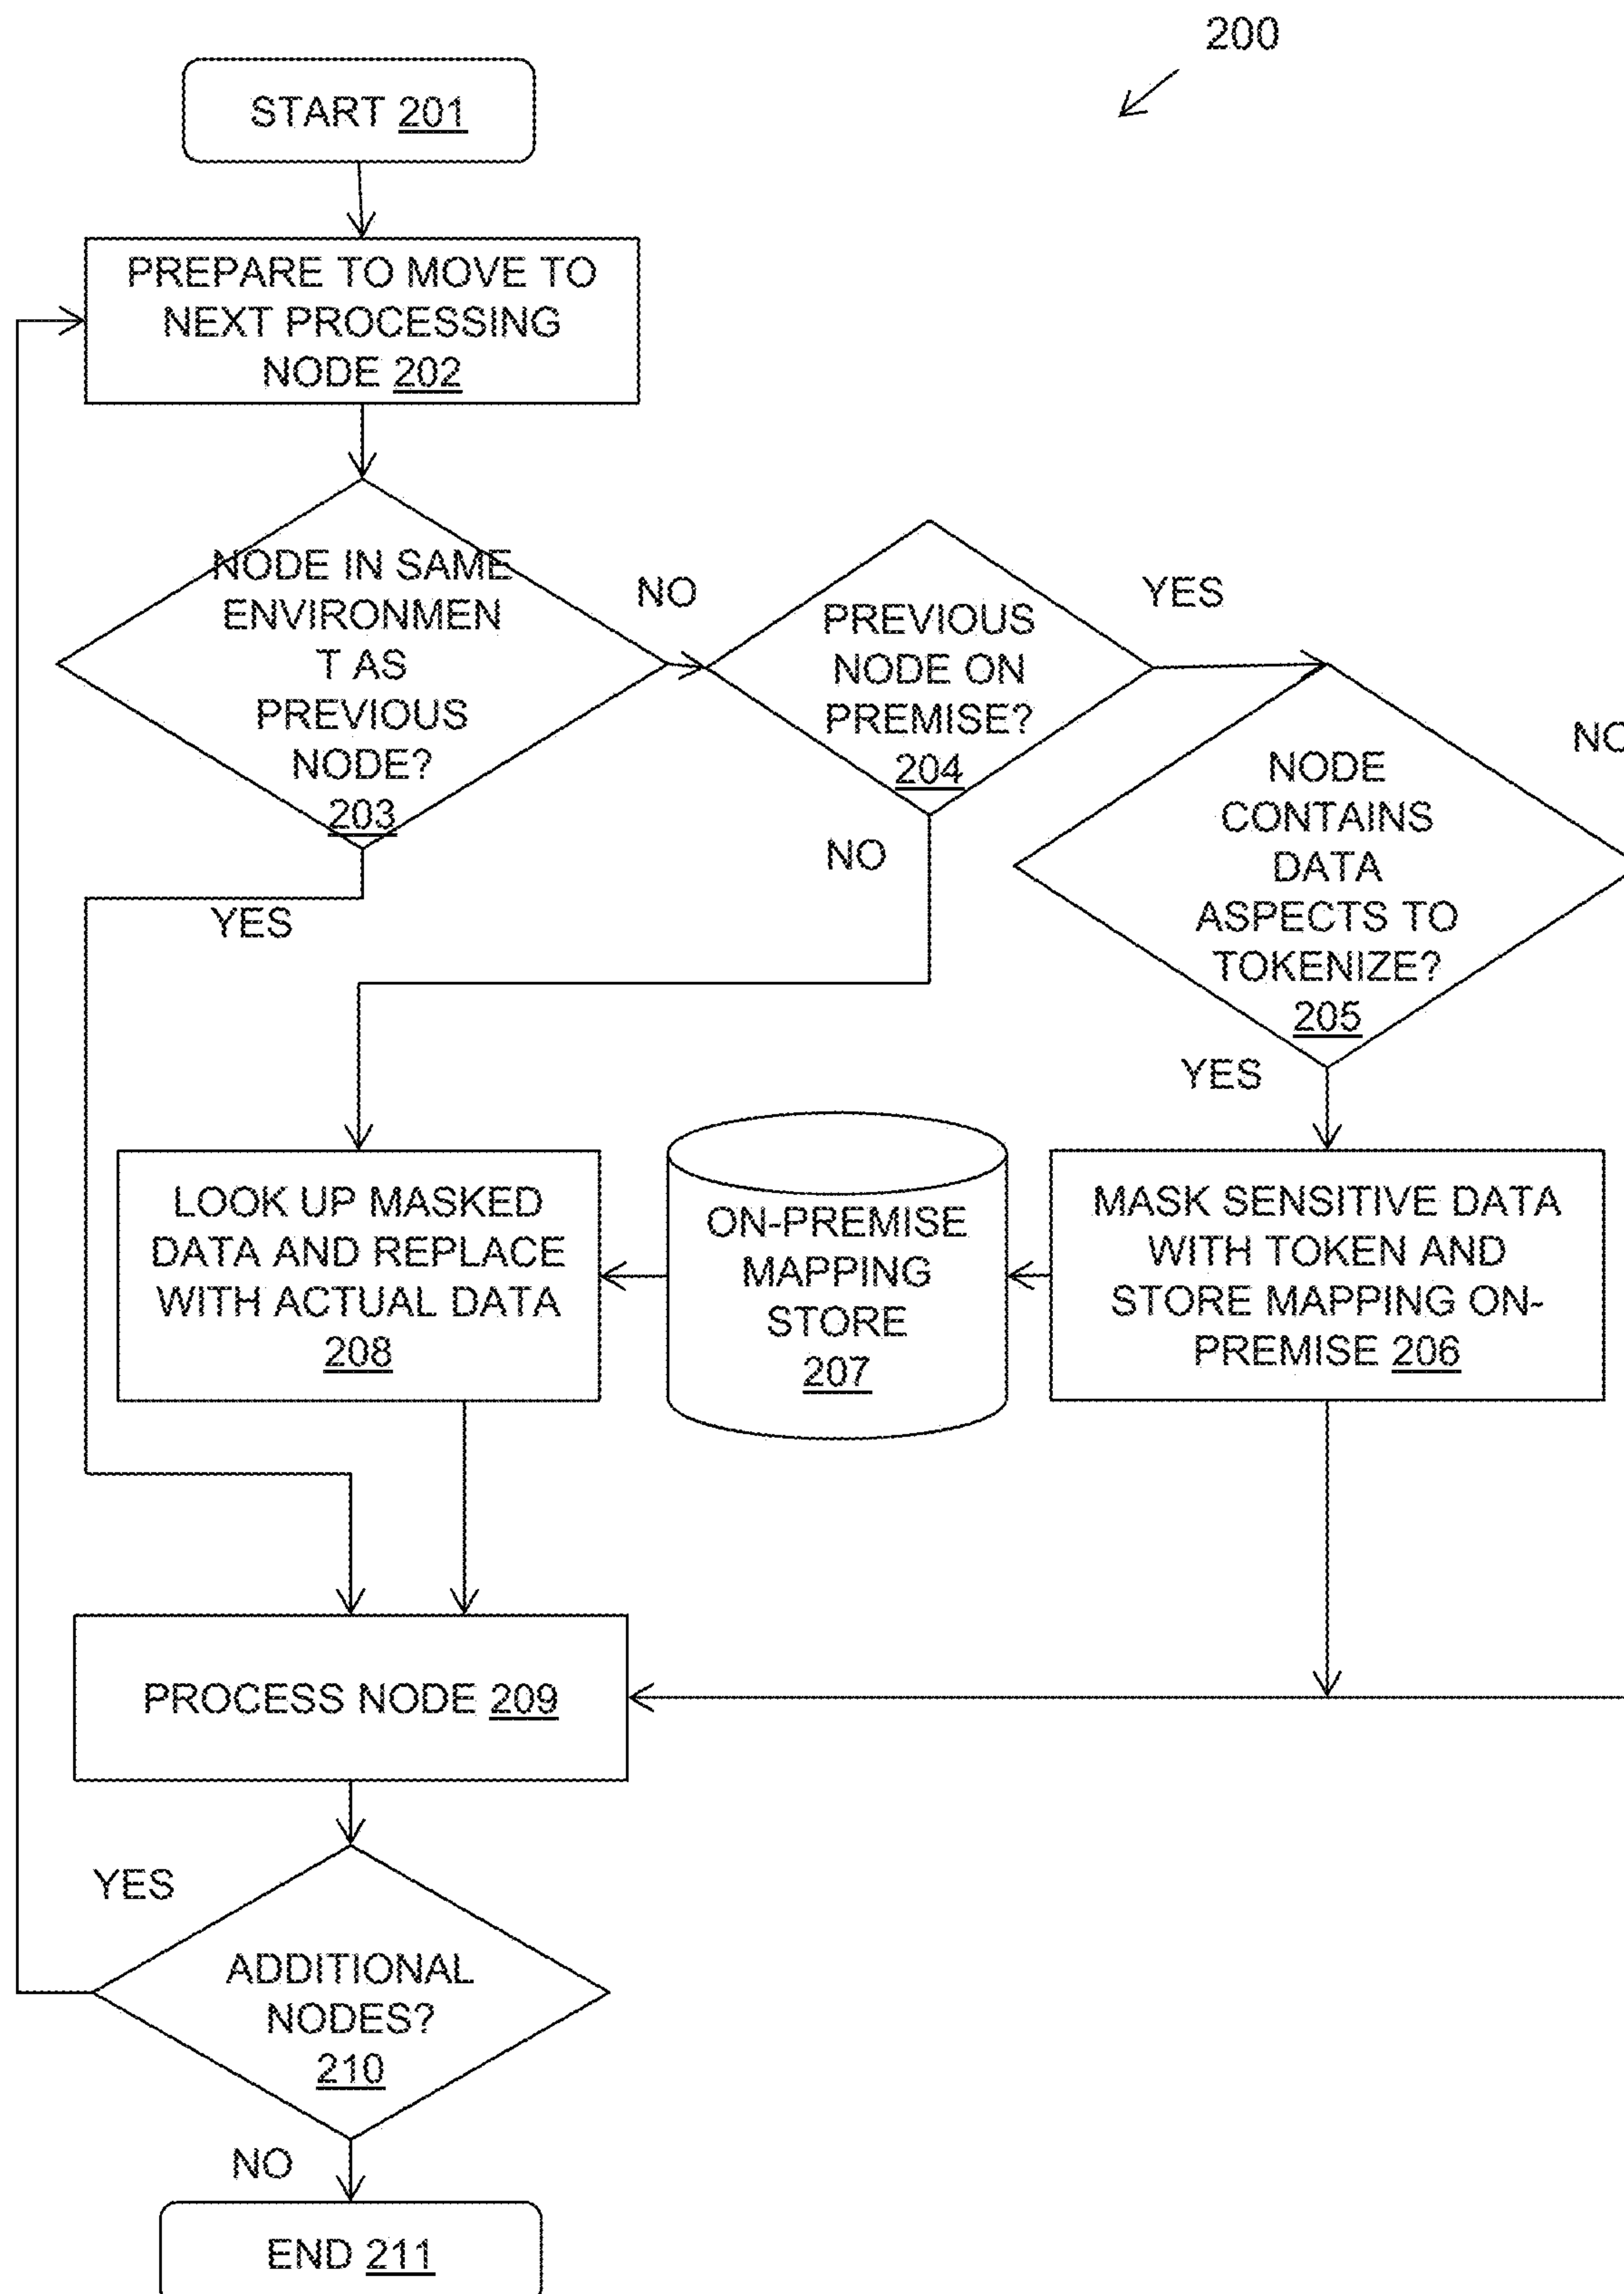 200
START 201
PREPARE TO MOVE TO
NEXT PROCESSING
NODE 202
NODE IN SAME
ENVIRONMEN
T AS
PREVIOUS
NODE?
203
NO
PREVIOUS
NODE ON
PREMISE?
204
YES
NO
NODE
CONTAINS
DATA
ASPECTS TO
TOKENIZE?
205
NO
YES
YES
LOOK UP MASKED
DATA AND REPLACE
WITH ACTUAL DATA
208
ON-PREMISE
MAPPING
STORE
207
MASK SENSITIVE DATA
WITH TOKEN AND
STORE MAPPING ON-
PREMISE 206
PROCESS NODE 209
YES
ADDITIONAL
NODES?
210
NO
END 211